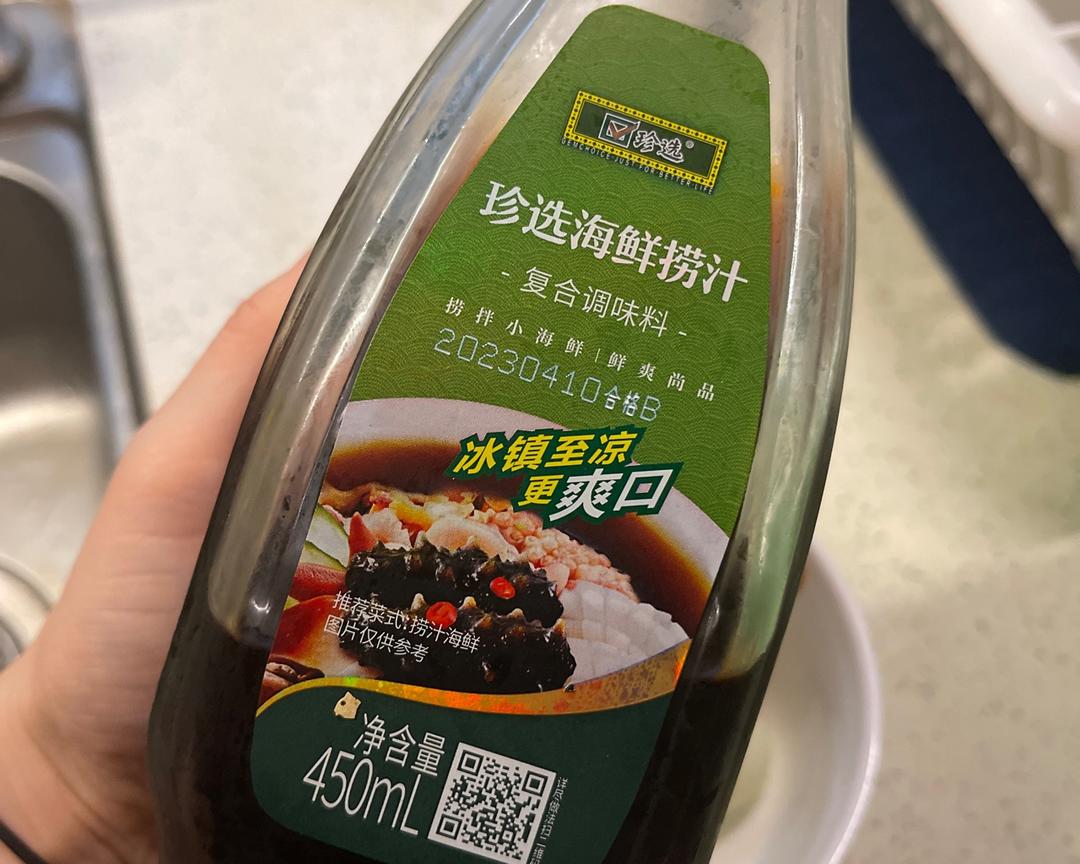 珍选®
GEMCHOICE·JUST FOR BETTER LIFE
珍选海鲜捞汁
- 复合调味料 -
捞拌小海鲜|鲜爽尚品
20230410合格B
冰镇至凉
更爽口
推荐菜式:捞汁海鲜
图片仅供参考
净含量
450mL